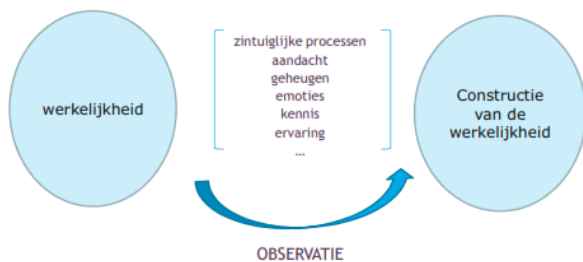 werkelijkheid
zintuiglijke processen
aandacht
geheugen
emoties
kennis
ervaring
...
Constructie
van de
werkelijkheid
OBSERVATIE